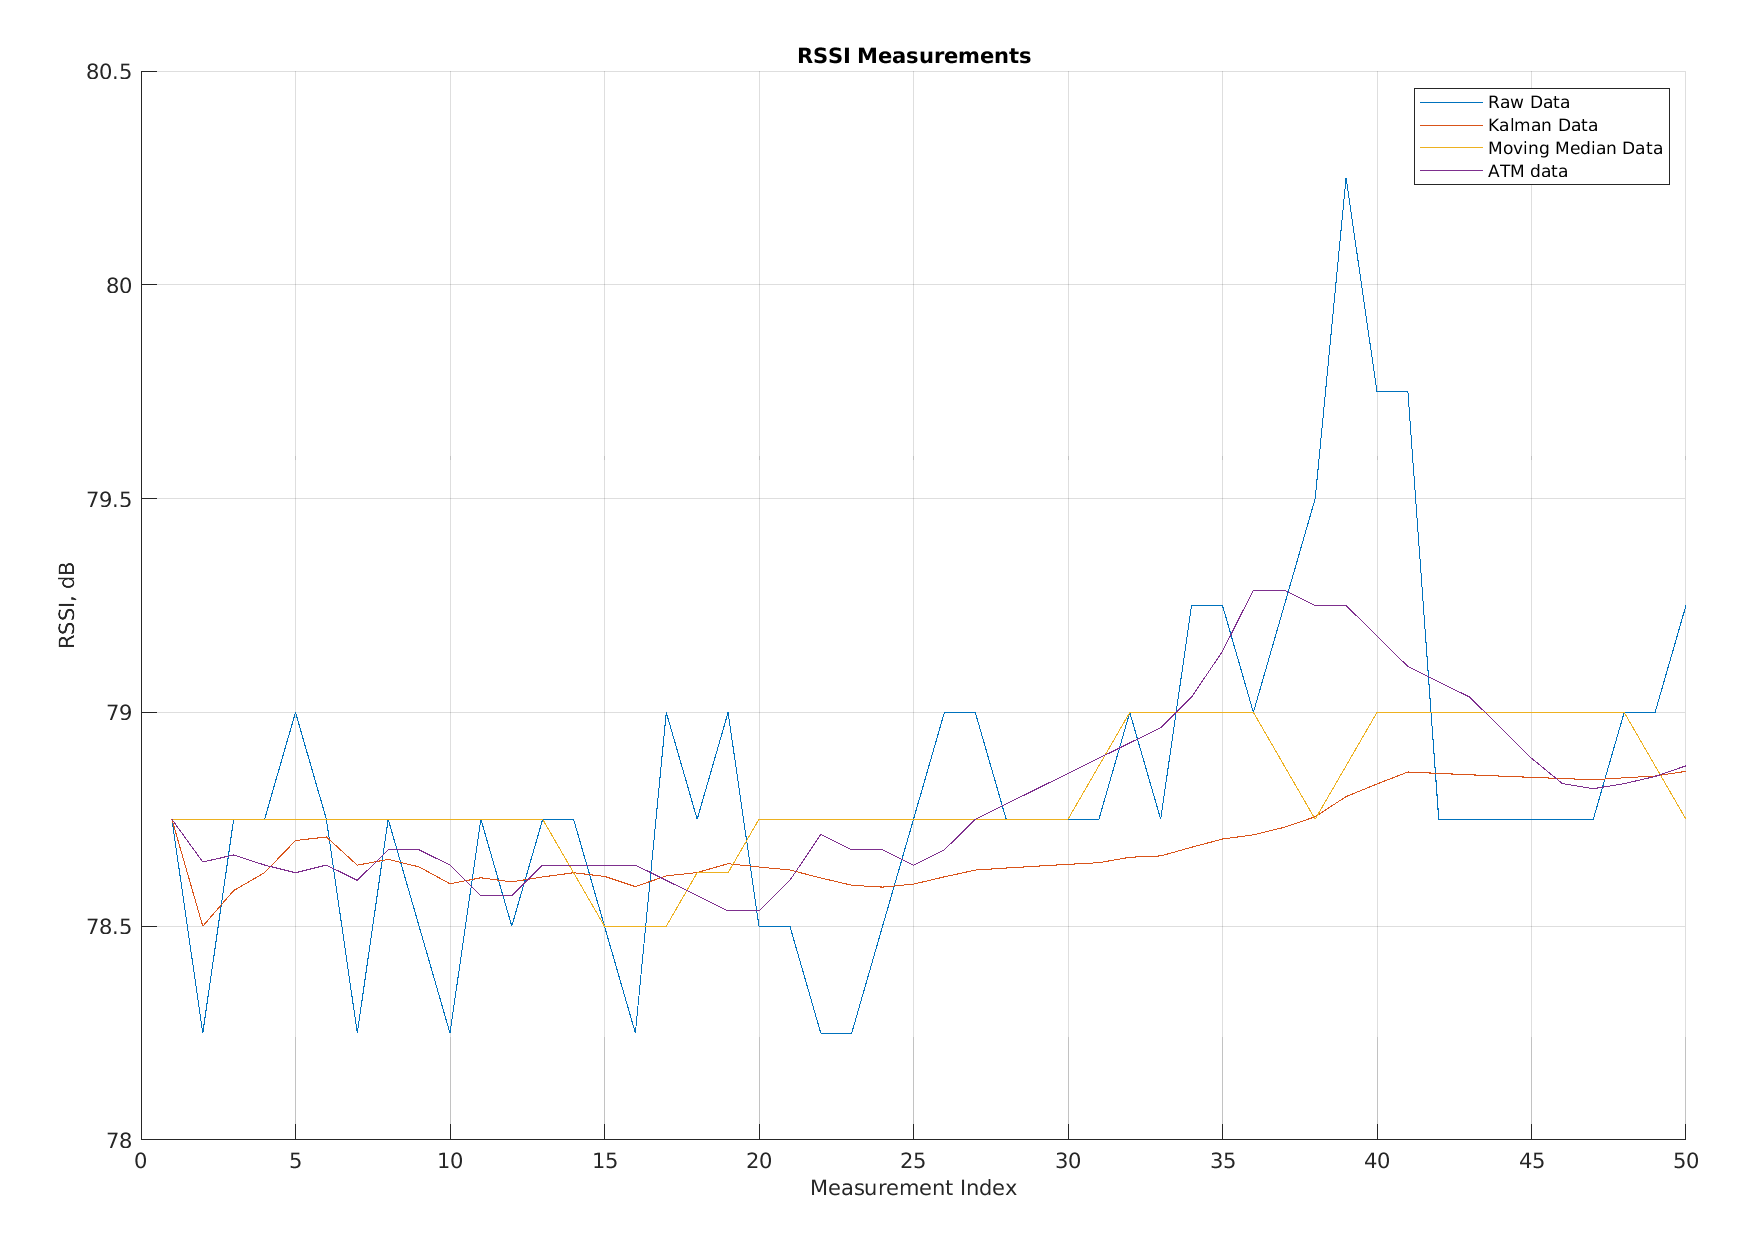 RSSI Measurements
80.5
80
79.5
79
78.5
78
RSSI, dB
Raw Data
Kalman Data
Moving Median Data
ATM data
0 5 10 15 20 25 30 35 40 45 50
Measurement Index